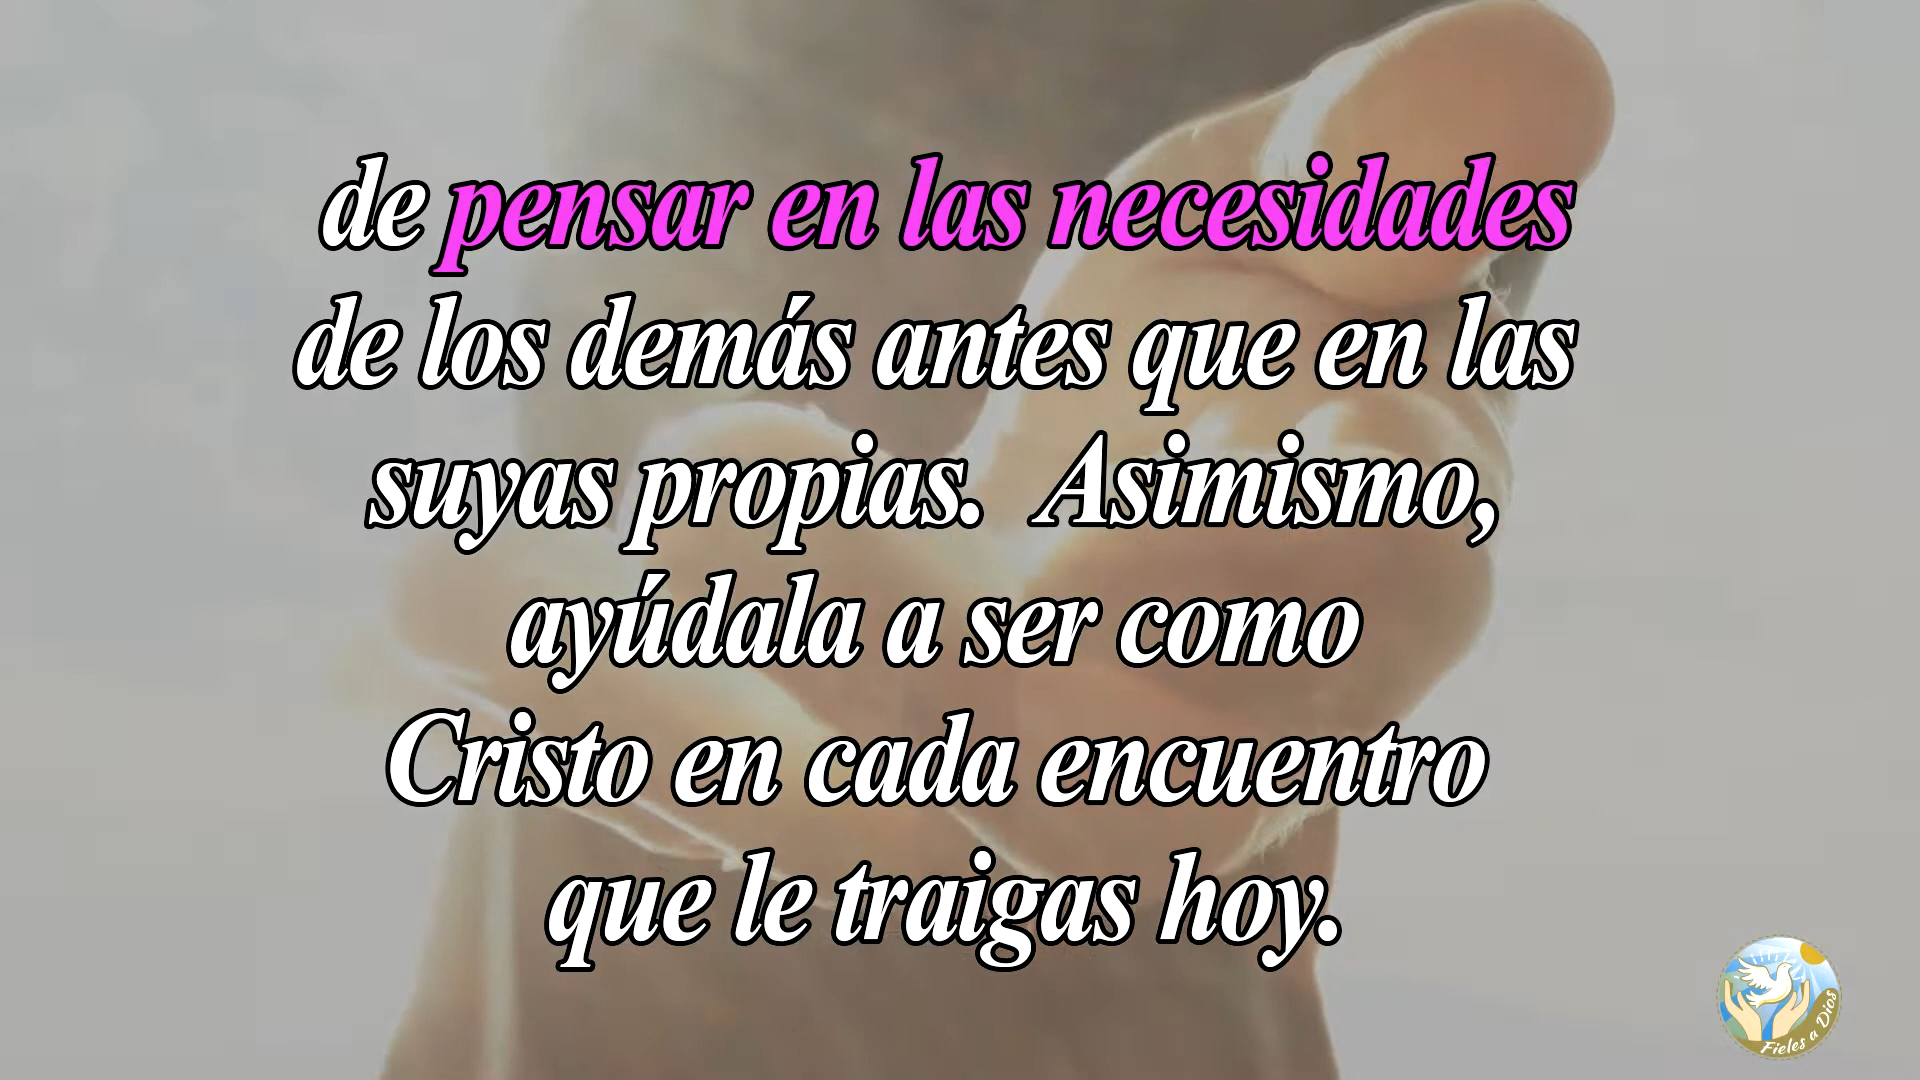 de pensar en las necesidades
de los demás antes que en las
suyas propias.  Asimismo,
ayúdala a ser como
Cristo en cada encuentro
que le traigas hoy.
Fieles a Dios